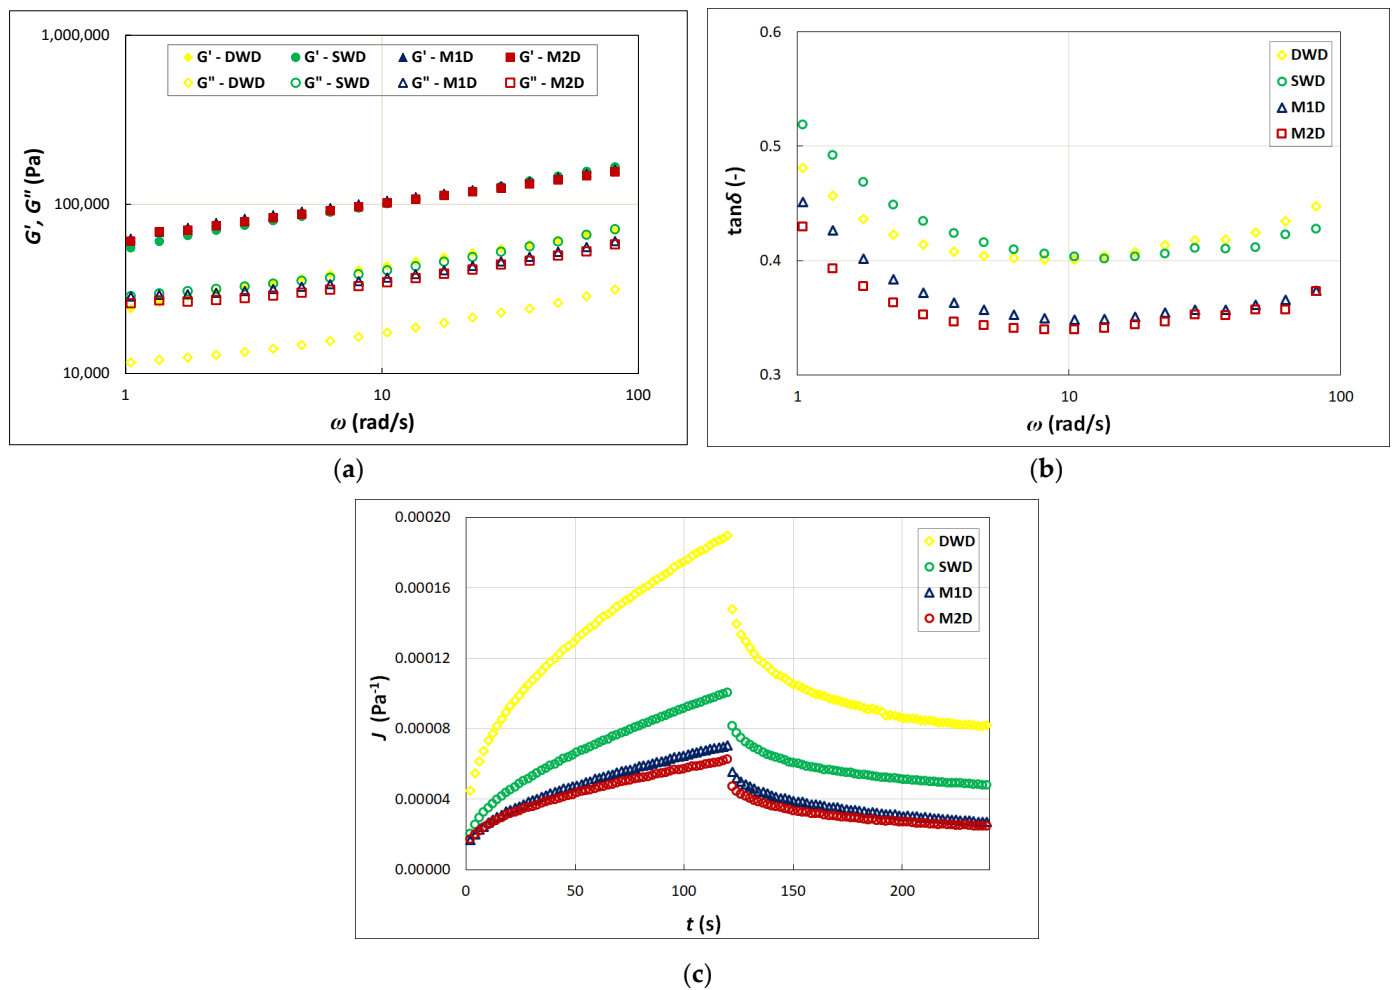 1,000,000
100,000
10,000
G', G" (Pa)
G' - DWD G' - SWD G' - M1D G' - M2D
G" - DWD G" - SWD G" - M1D G" - M2D
1 10 100
ω (rad/s)
(a)
0.6
0.5
0.4
0.3
tanδ (-)
DWD
SWD
M1D
M2D
1 10 100
ω (rad/s)
(b)
0.00020
0.00016
0.00012
0.00008
0.00004
0.00000
J (Pa⁻¹)
DWD
SWD
M1D
M2D
0 50 100 150 200
t (s)
(c)